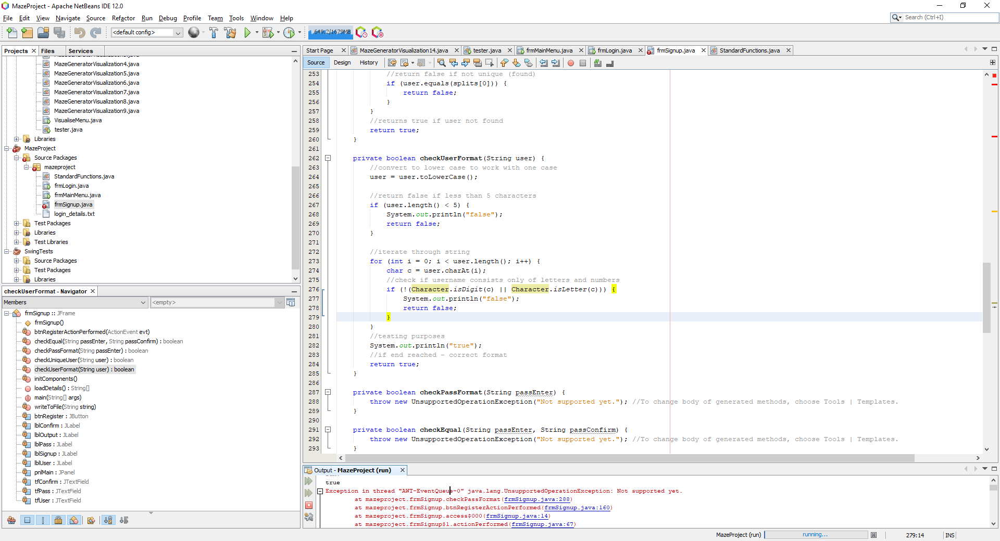 MazeProject - Apache NetBeans IDE 12.0
File Edit View Navigate Source Refactor Run Debug Profile Team Tools Window Help
Search (Ctrl+I)
<default config>
649.2/1679MB
Projects Files Services
MazeGeneratorVisualization4.java
MazeGeneratorVisualization5.java
MazeGeneratorVisualization6.java
MazeGeneratorVisualization7.java
MazeGeneratorVisualization8.java
MazeGeneratorVisualization9.java
VisualiseMenu.java
tester.java
Libraries
MazeProject
Source Packages
mazeproject
StandardFunctions.java
frmLogin.java
frmMainMenu.java
frmSignup.java
login_details.txt
Test Packages
Libraries
Test Libraries
SwingTests
Source Packages
Test Packages
Libraries
checkUserFormat - Navigator
Members
<empty>
frmSignup :: JFrame
frmSignup()
btnRegisterActionPerformed(ActionEvent evt)
checkEqual(String passEnter, String passConfirm) : boolean
checkPassFormat(String passEnter) : boolean
checkUniqueUser(String user) : boolean
checkUserFormat(String user) : boolean
initComponents()
loadDetails() : String[]
main(String[] args)
writeToFile(String string)
btnRegister : JButton
lblConfirm : JLabel
lblOutput : JLabel
lblPass : JLabel
lblSignup : JLabel
lblUser : JLabel
pnlMain : JPanel
tfConfirm : JTextField
tfPass : JTextField
tfUser : JTextField
Start Page MazeGeneratorVisualization14.java tester.java frmMainMenu.java frmLogin.java frmSignup.java StandardFunctions.java
Source Design History
253 //return false if not unique (found)
254 if (user.equals(splits[0])) {
255 return false;
256 }
257 }
258 //returns true if user not found
259 return true;
260 }
261
262 private boolean checkUserFormat(String user) {
263 //convert to lower case to work with one case
264 user = user.toLowerCase();
265
266 //return false if less than 5 characters
267 if (user.length() < 5) {
268 System.out.println("false");
269 return false;
270 }
271
272 //iterate through string
273 for (int i = 0; i < user.length(); i++) {
274 char c = user.charAt(i);
275 //check if username consists only of letters and numbers
276 if (!(Character.isDigit(c) || Character.isLetter(c))) {
277 System.out.println("false");
278 return false;
279 }
280 }
281 //testing purposes
282 System.out.println("true");
283 //if end reached - correct format
284 return true;
285 }
286
287 private boolean checkPassFormat(String passEnter) {
288 throw new UnsupportedOperationException("Not supported yet."); //To change body of generated methods, choose Tools | Templates.
289 }
290
291 private boolean checkEqual(String passEnter, String passConfirm) {
292 throw new UnsupportedOperationException("Not supported yet."); //To change body of generated methods, choose Tools | Templates.
293 }
Output - MazeProject (run)
true
Exception in thread "AWT-EventQueue-0" java.lang.UnsupportedOperationException: Not supported yet.
at mazeproject.frmSignup.checkPassFormat(frmSignup.java:288)
at mazeproject.frmSignup.btnRegisterActionPerformed(frmSignup.java:160)
at mazeproject.frmSignup.access$000(frmSignup.java:14)
at mazeproject.frmSignup$1.actionPerformed(frmSignup.java:67)
MazeProject (run) running... 279:14 INS